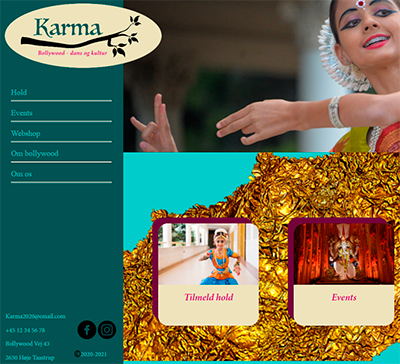 Karma
Bollywood - dans og kultur
Hold
Events
Webshop
Om bollywood
Om os
Tilmeld hold
Events
Karma2020@email.com
+45 12 34 56 78
Bollywood Vej 43
2630 Høje Taastrup
©2020-2021